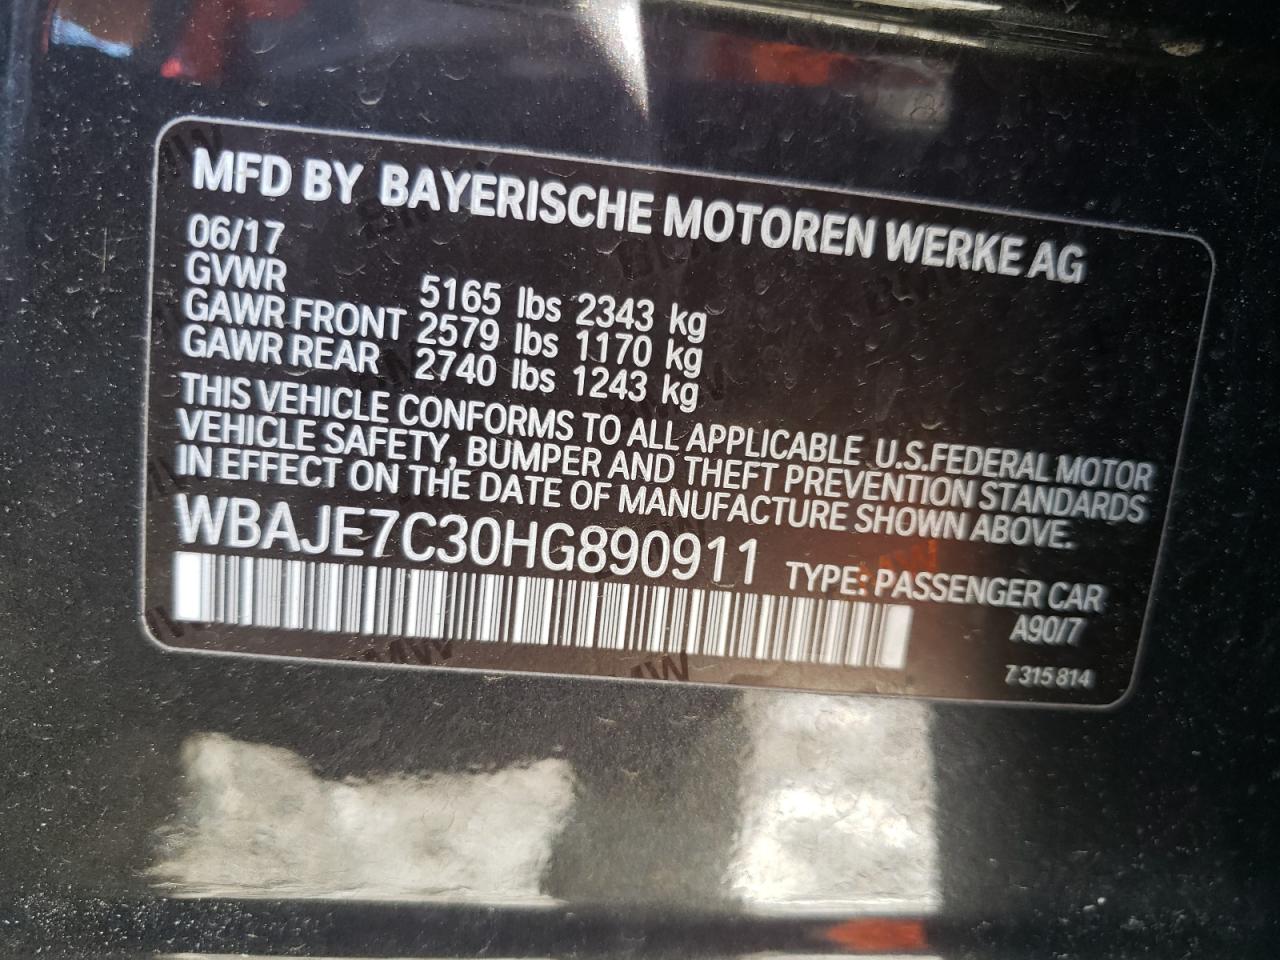 MFD BY BAYERISCHE MOTOREN WERKE AG
06/17
GVWR 5165 lbs 2343 kg
GAWR FRONT 2579 lbs 1170 kg
GAWR REAR 2740 lbs 1243 kg
THIS VEHICLE CONFORMS TO ALL APPLICABLE U.S.FEDERAL MOTOR
VEHICLE SAFETY, BUMPER AND THEFT PREVENTION STANDARDS
IN EFFECT ON THE DATE OF MANUFACTURE SHOWN ABOVE.
WBAJE7C30HG890911 TYPE: PASSENGER CAR
A90/7
7 315 814